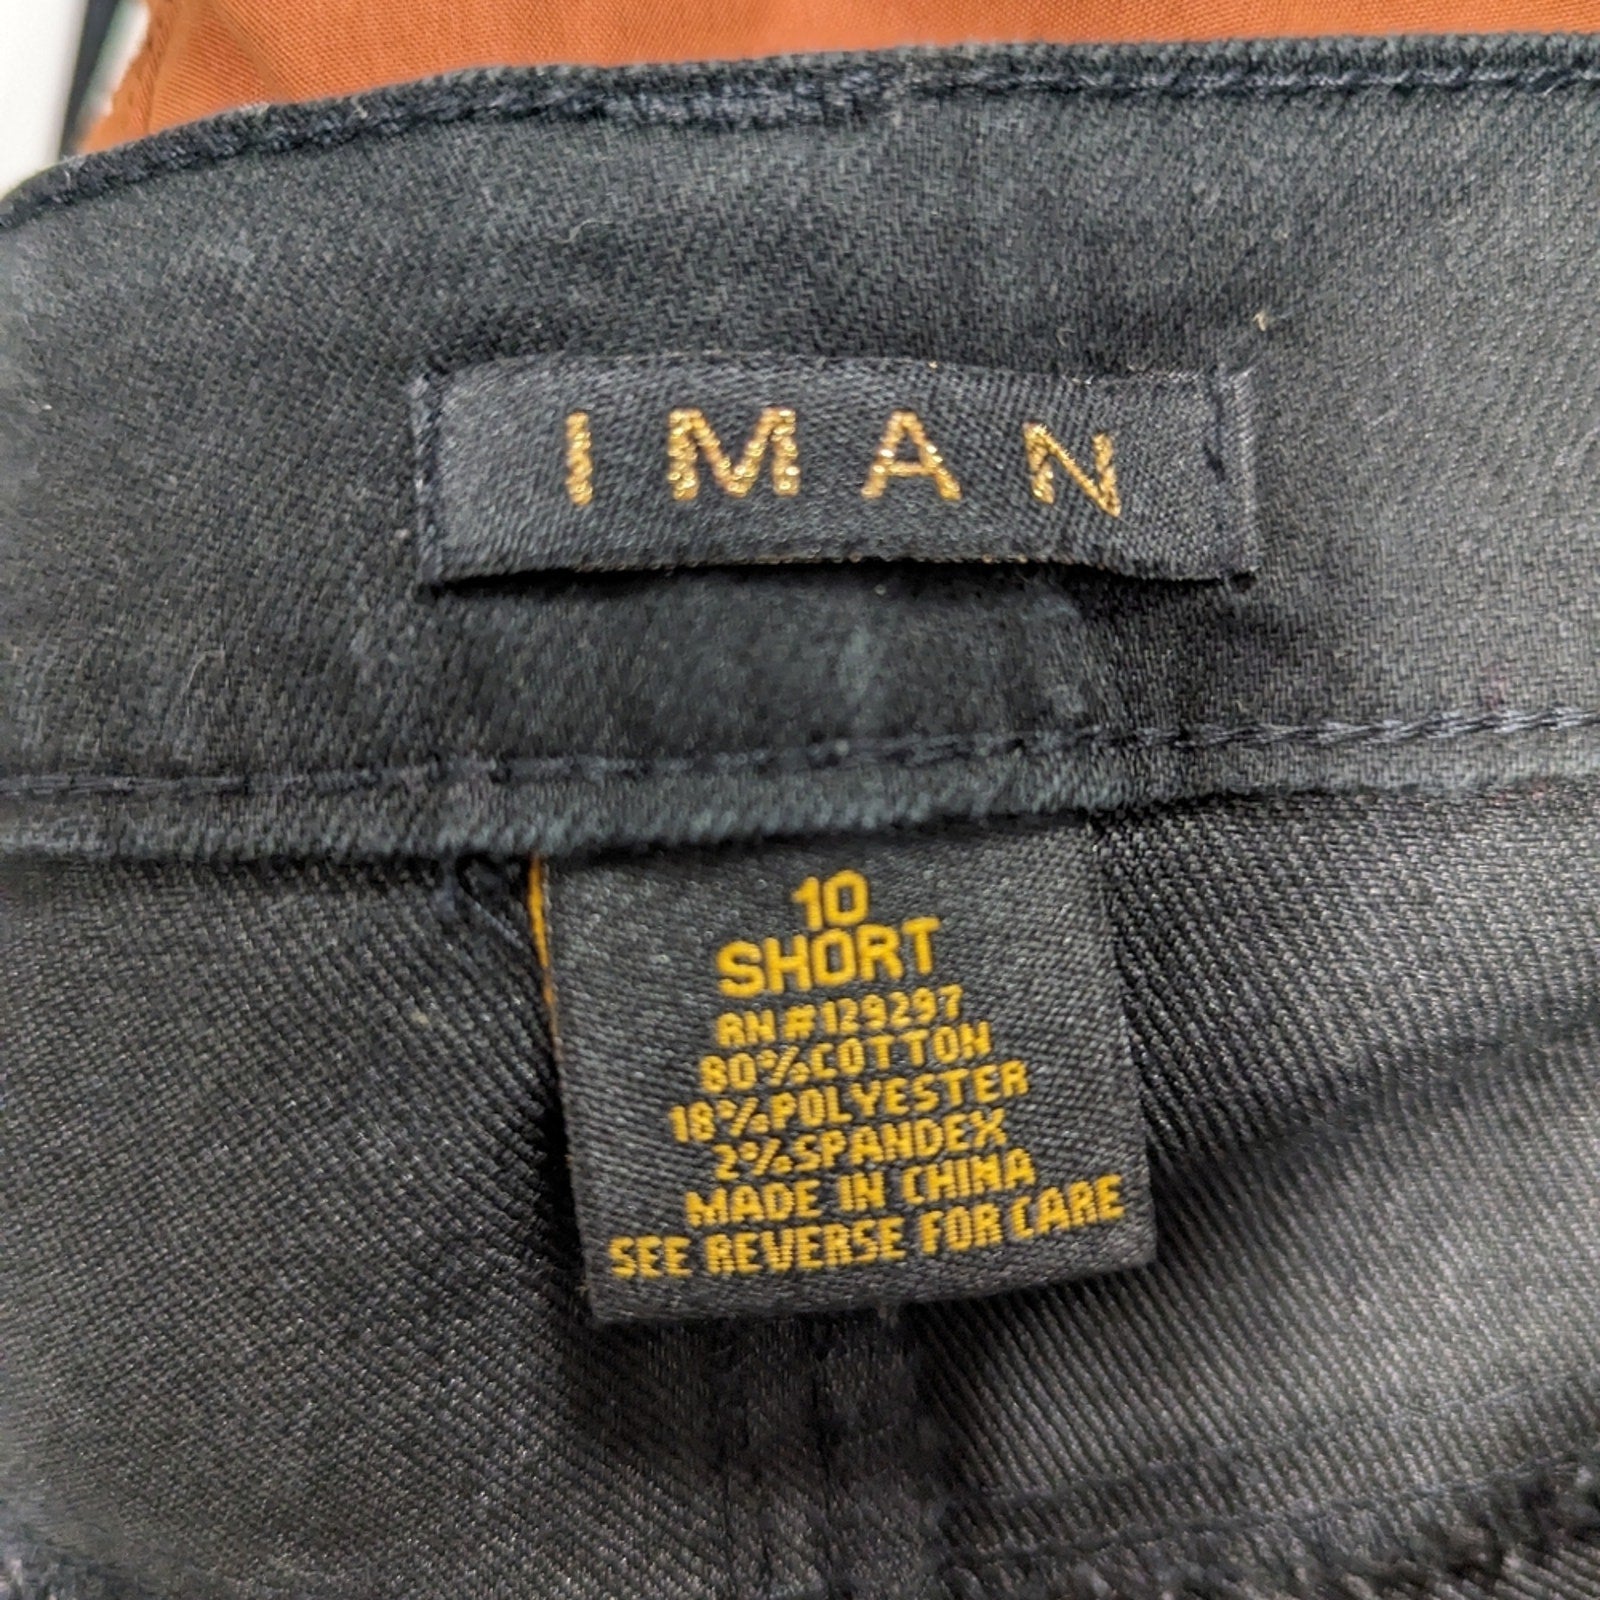 IMAN
10
SHORT
RN#129297
80%COTTON
18%POLYESTER
2%SPANDEX
MADE IN CHINA
SEE REVERSE FOR CARE